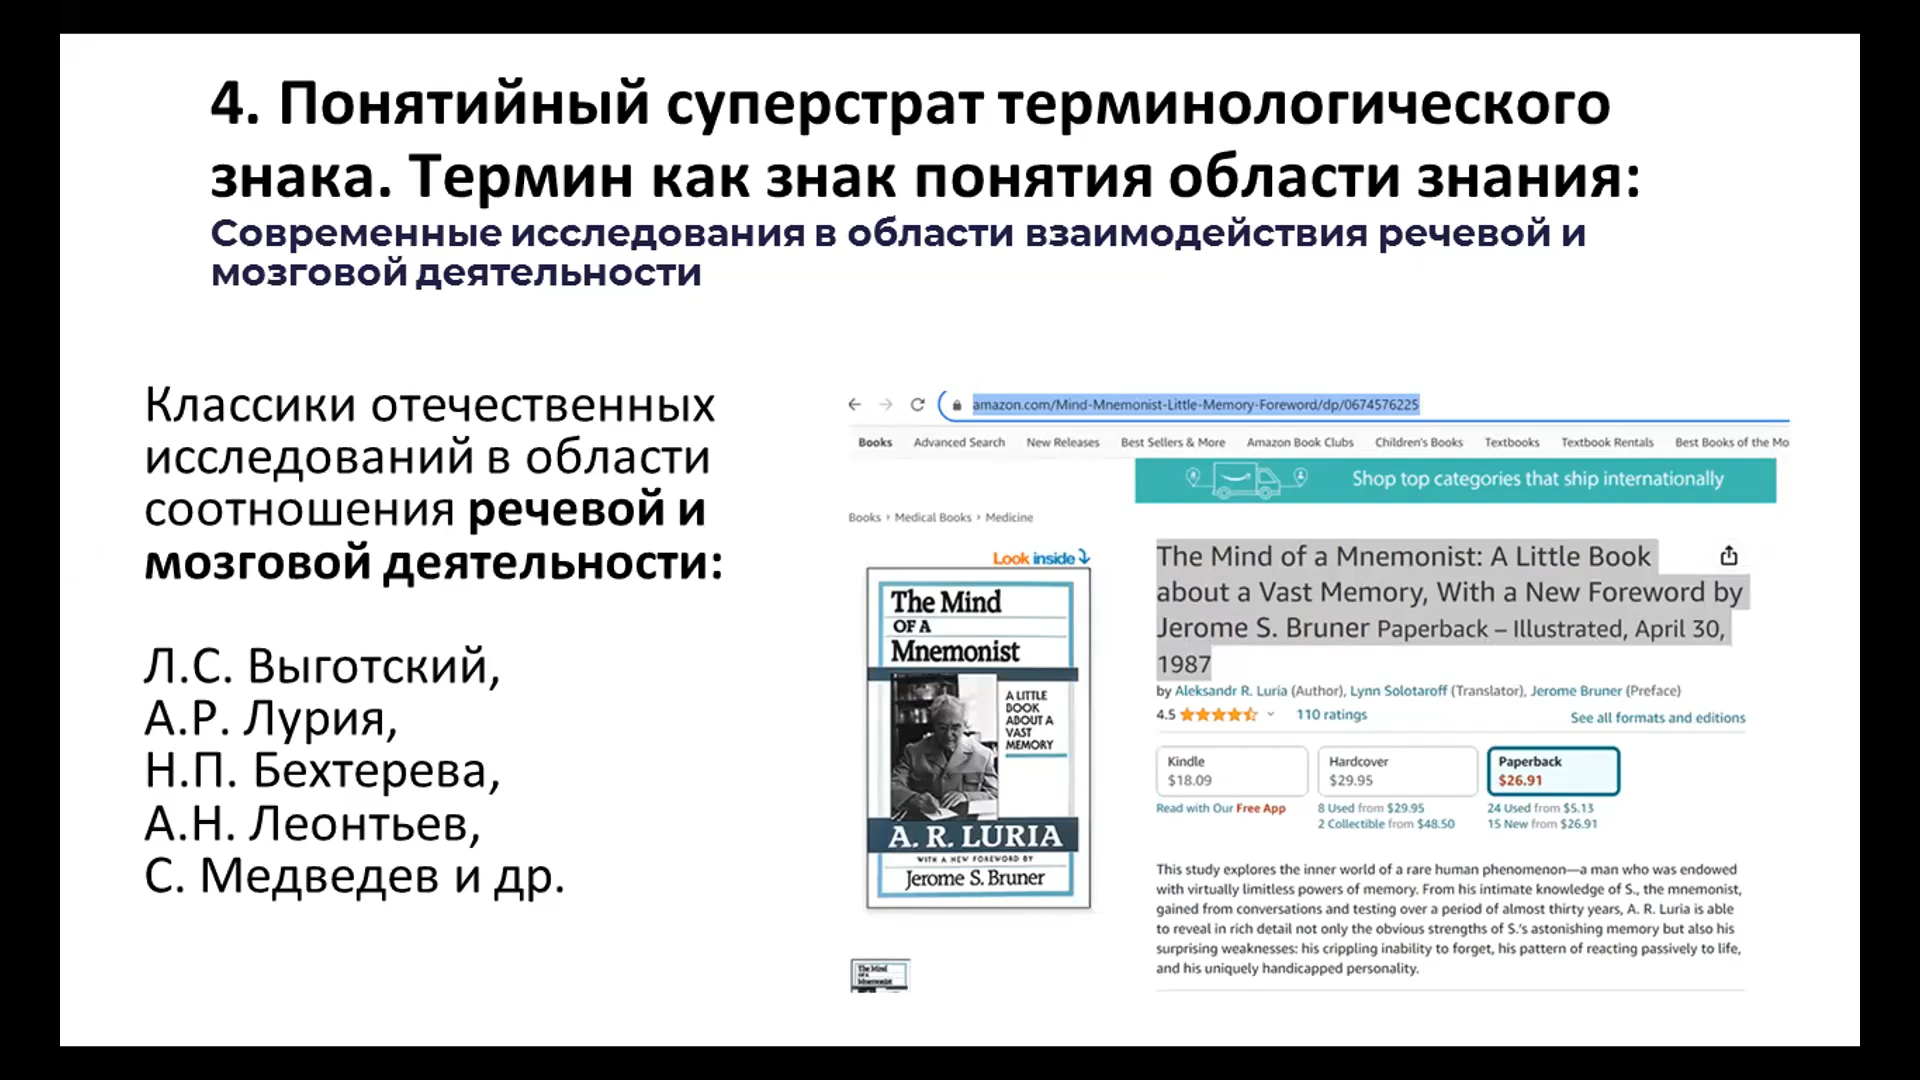 4. Понятийный суперстрат терминологического
знака. Термин как знак понятия области знания:
Современные исследования в области взаимодействия речевой и
мозговой деятельности
Классики отечественных
исследований в области
соотношения речевой и
мозговой деятельности:
Л.С. Выготский,
А.Р. Лурия,
Н.П. Бехтерева,
А.Н. Леонтьев,
С. Медведев и др.
amazon.com/Mind-Mnemonist-Little-Memory-Foreword/dp/0674576225
Books Advanced Search New Releases Best Sellers & More Amazon Book Clubs Children's Books Textbooks Textbook Rentals Best Books of the Mo
Shop top categories that ship internationally
Books › Medical Books › Medicine
Look inside
The Mind
OF A
Mnemonist
A LITTLE
BOOK
ABOUT A
VAST
MEMORY
A. R. LURIA
WITH A NEW FOREWORD BY
Jerome S. Bruner
The Mind
OF A
Mnemonist
The Mind of a Mnemonist: A Little Book
about a Vast Memory, With a New Foreword by
Jerome S. Bruner Paperback – Illustrated, April 30,
1987
by Aleksandr R. Luria (Author), Lynn Solotaroff (Translator), Jerome Bruner (Preface)
4.5 110 ratings
See all formats and editions
Kindle
$18.09
Read with Our Free App
Hardcover
$29.95
8 Used from $29.95
2 Collectible from $48.50
Paperback
$26.91
24 Used from $5.13
15 New from $26.91
This study explores the inner world of a rare human phenomenon—a man who was endowed
with virtually limitless powers of memory. From his intimate knowledge of S., the mnemonist,
gained from conversations and testing over a period of almost thirty years, A. R. Luria is able
to reveal in rich detail not only the obvious strengths of S.'s astonishing memory but also his
surprising weaknesses: his crippling inability to forget, his pattern of reacting passively to life,
and his uniquely handicapped personality.